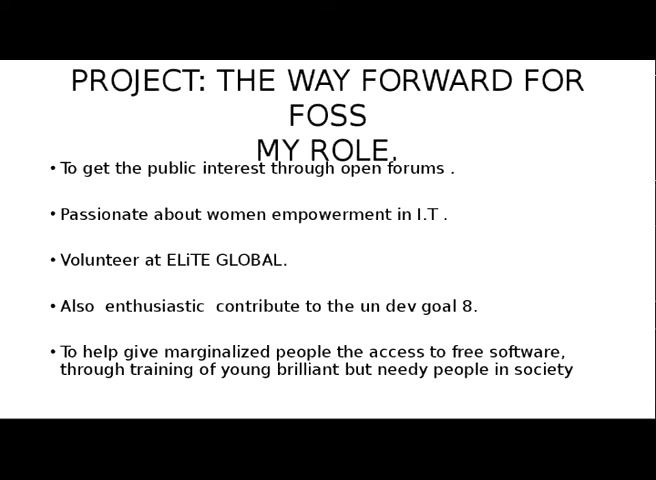 PROJECT: THE WAY FORWARD FOR
FOSS
MY ROLE.
• To get the public interest through open forums .
• Passionate about women empowerment in I.T .
• Volunteer at ELiTE GLOBAL.
• Also  enthusiastic  contribute to the un dev goal 8.
• To help give marginalized people the access to free software,
through training of young brilliant but needy people in society